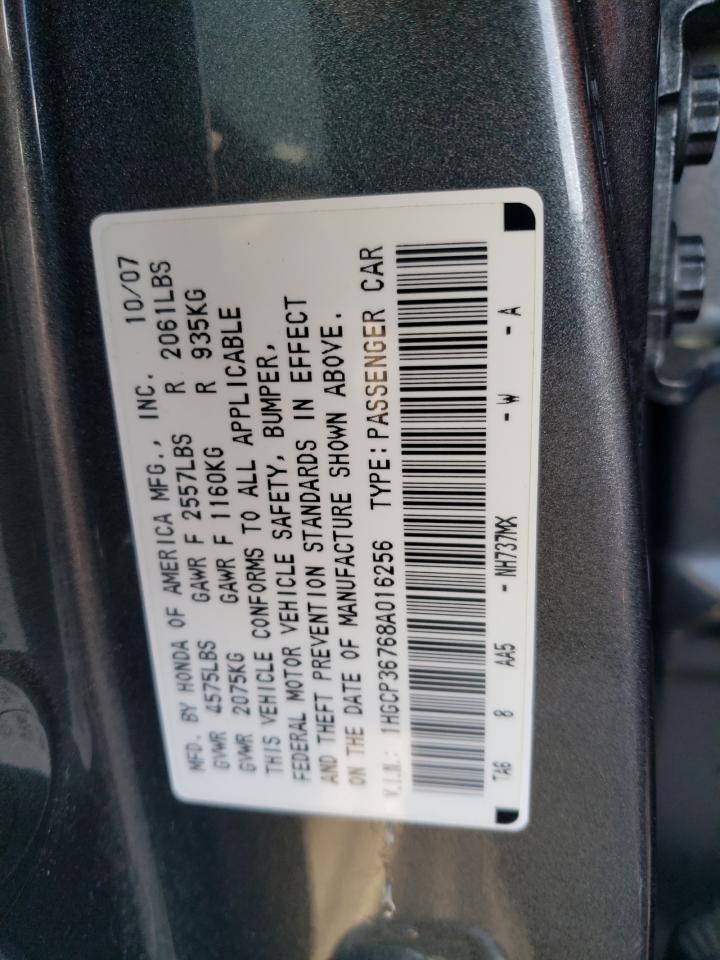 MFD. BY HONDA OF AMERICA MFG., INC. 10/07
GVWR 4575LBS GAWR F 2557LBS R 2061LBS
GVWR 2075KG GAWR F 1160KG R 935KG
THIS VEHICLE CONFORMS TO ALL APPLICABLE
FEDERAL MOTOR VEHICLE SAFETY, BUMPER,
AND THEFT PREVENTION STANDARDS IN EFFECT
ON THE DATE OF MANUFACTURE SHOWN ABOVE.
V.I.N.: 1HGCP36768A016256 TYPE:PASSENGER CAR
TA6 8 AA5 - NH737MX - W - A